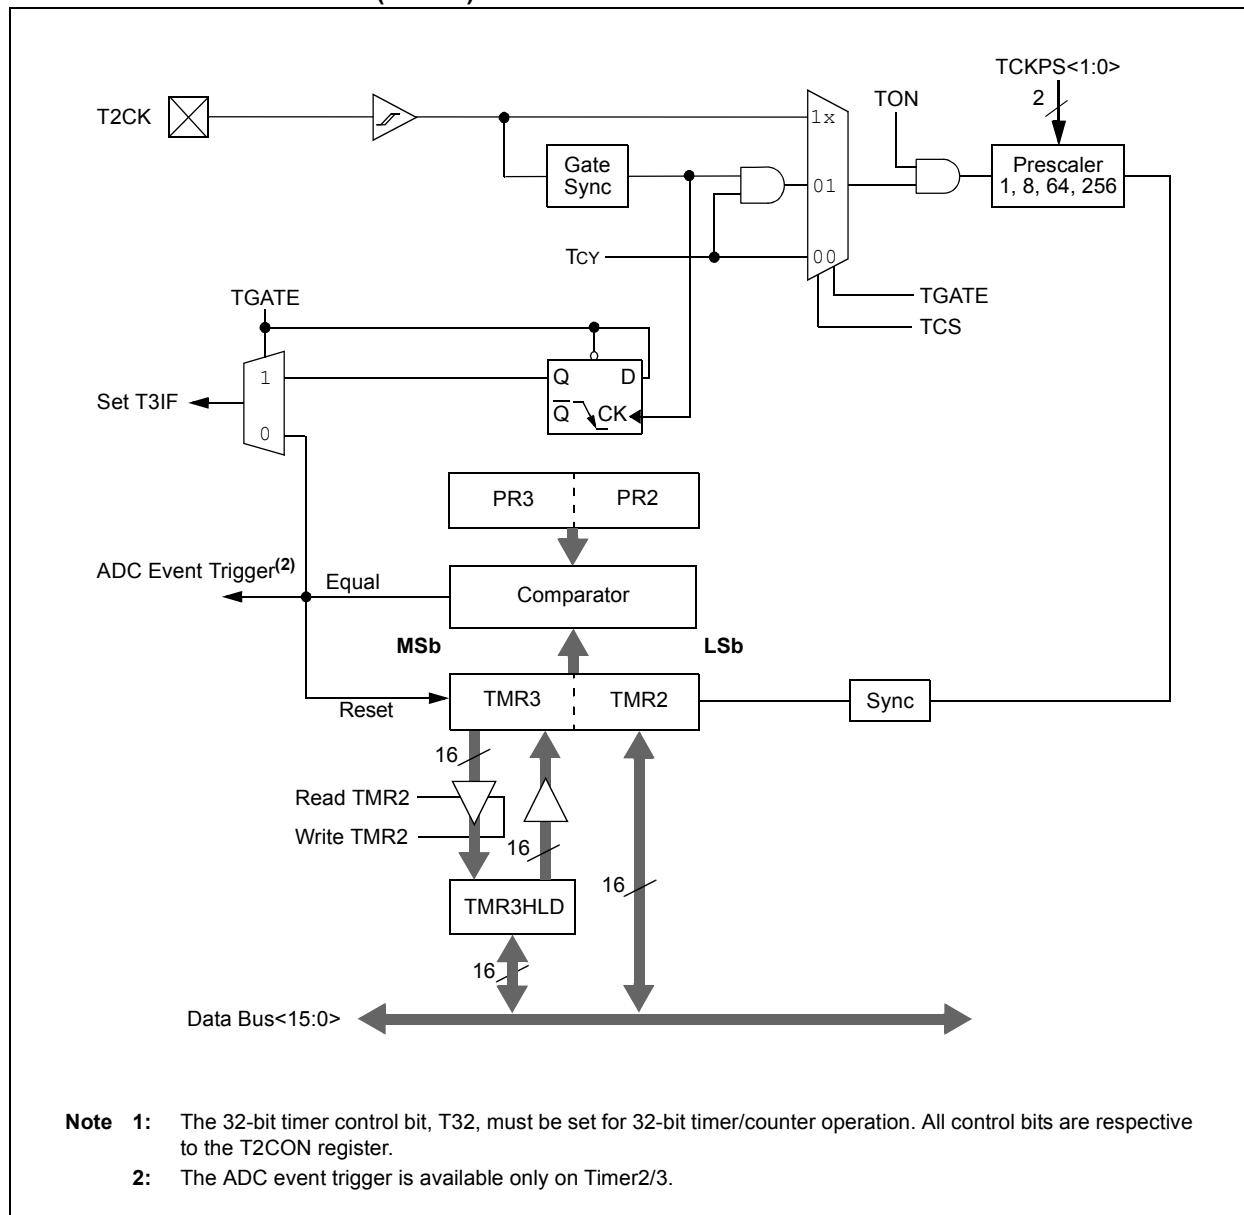 TCKPS<1:0>
2
TON
T2CK
1x
Gate
Sync
Prescaler
1, 8, 64, 256
01
TCY
00
TGATE
TCS
TGATE
1
Q D
Set T3IF
Q CK
0
PR3 PR2
ADC Event Trigger(2)
Equal
Comparator
MSb LSb
TMR3 TMR2
Sync
Reset
16
Read TMR2
Write TMR2
16
16
TMR3HLD
16
Data Bus<15:0>
Note 1: The 32-bit timer control bit, T32, must be set for 32-bit timer/counter operation. All control bits are respective
to the T2CON register.
2: The ADC event trigger is available only on Timer2/3.